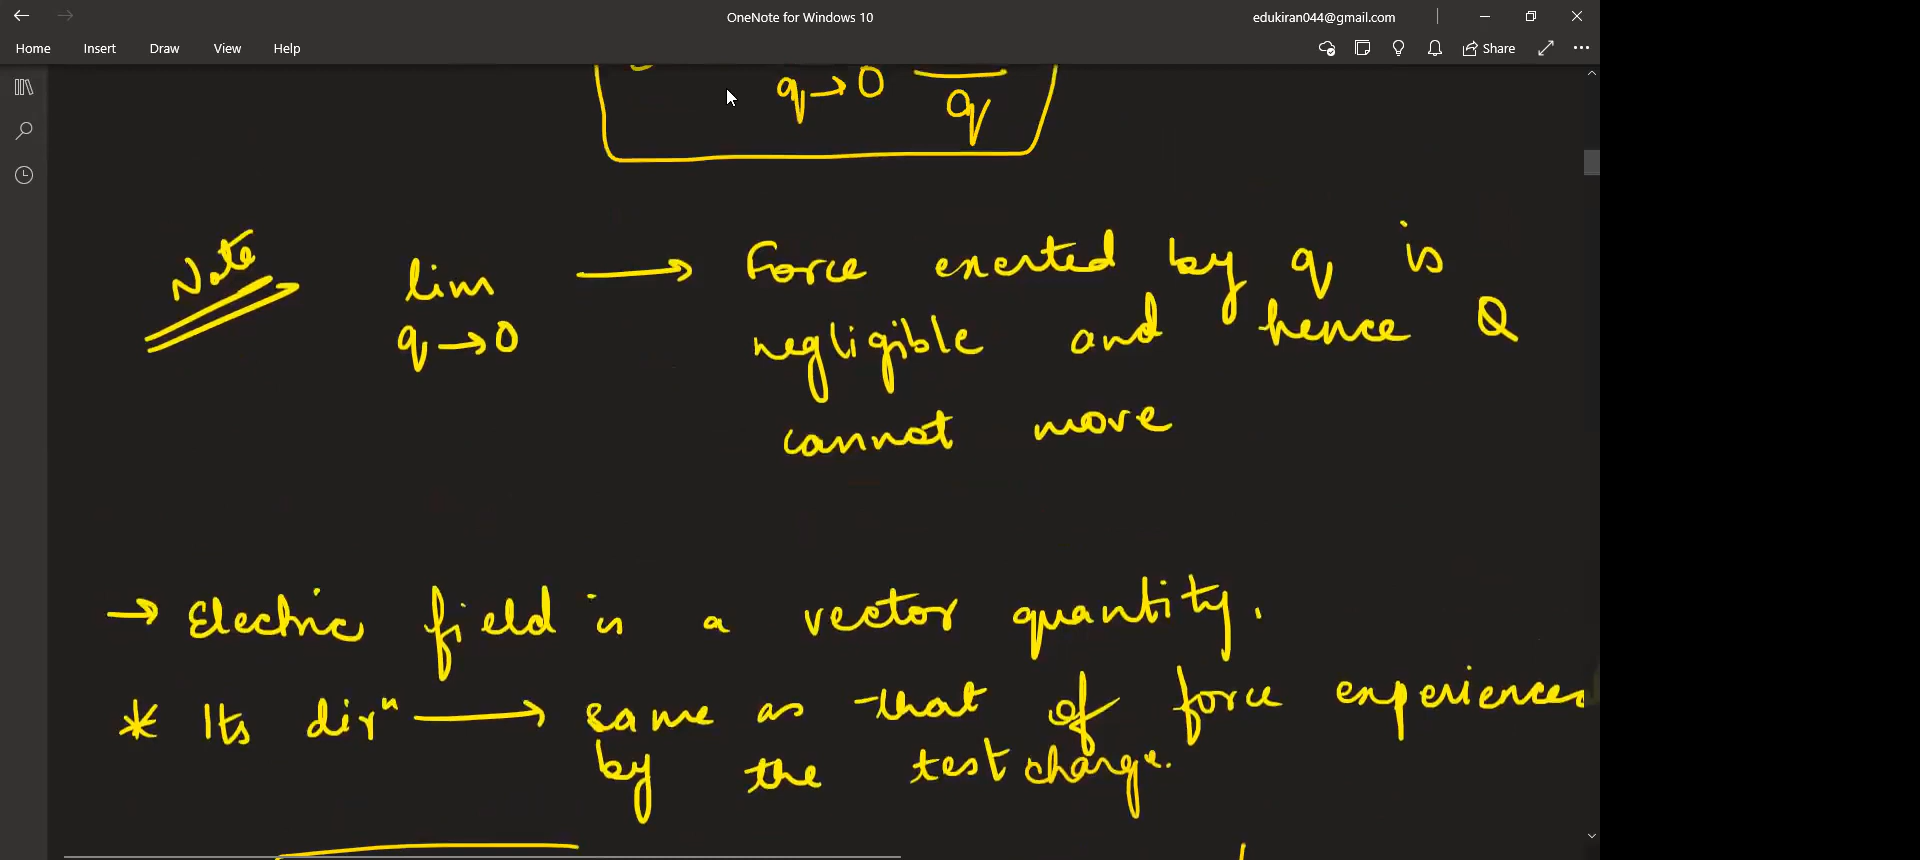 OneNote for Windows 10
edukiran044@gmail.com
Home Insert Draw View Help
Share
q→0 q
Note lim → Force exerted by q is
q→0 negligible and hence Q
cannot move
→ Electric field is a vector quantity.
* Its dirⁿ → same as that of force experienced
by the test charge.